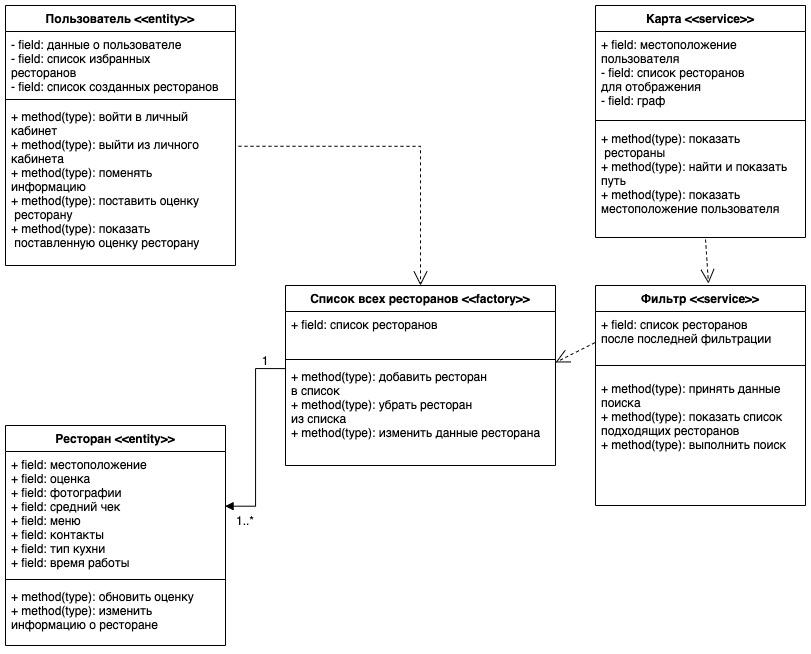 Пользователь <<entity>>
- field: данные о пользователе
- field: список избранных
ресторанов
- field: список созданных ресторанов
+ method(type): войти в личный
кабинет
+ method(type): выйти из личного
кабинета
+ method(type): поменять
информацию
+ method(type): поставить оценку
ресторану
+ method(type): показать
поставленную оценку ресторану
Карта <<service>>
+ field: местоположение
пользователя
- field: список ресторанов
для отображения
- field: граф
+ method(type): показать
рестораны
+ method(type): найти и показать
путь
+ method(type): показать
местоположение пользователя
Список всех ресторанов <<factory>>
+ field: список ресторанов
+ method(type): добавить ресторан
в список
+ method(type): убрать ресторан
из списка
+ method(type): изменить данные ресторана
Фильтр <<service>>
+ field: список ресторанов
после последней фильтрации
+ method(type): принять данные
поиска
+ method(type): показать список
подходящих ресторанов
+ method(type): выполнить поиск
1
1..*
Ресторан <<entity>>
+ field: местоположение
+ field: оценка
+ field: фотографии
+ field: средний чек
+ field: меню
+ field: контакты
+ field: тип кухни
+ field: время работы
+ method(type): обновить оценку
+ method(type): изменить
информацию о ресторане